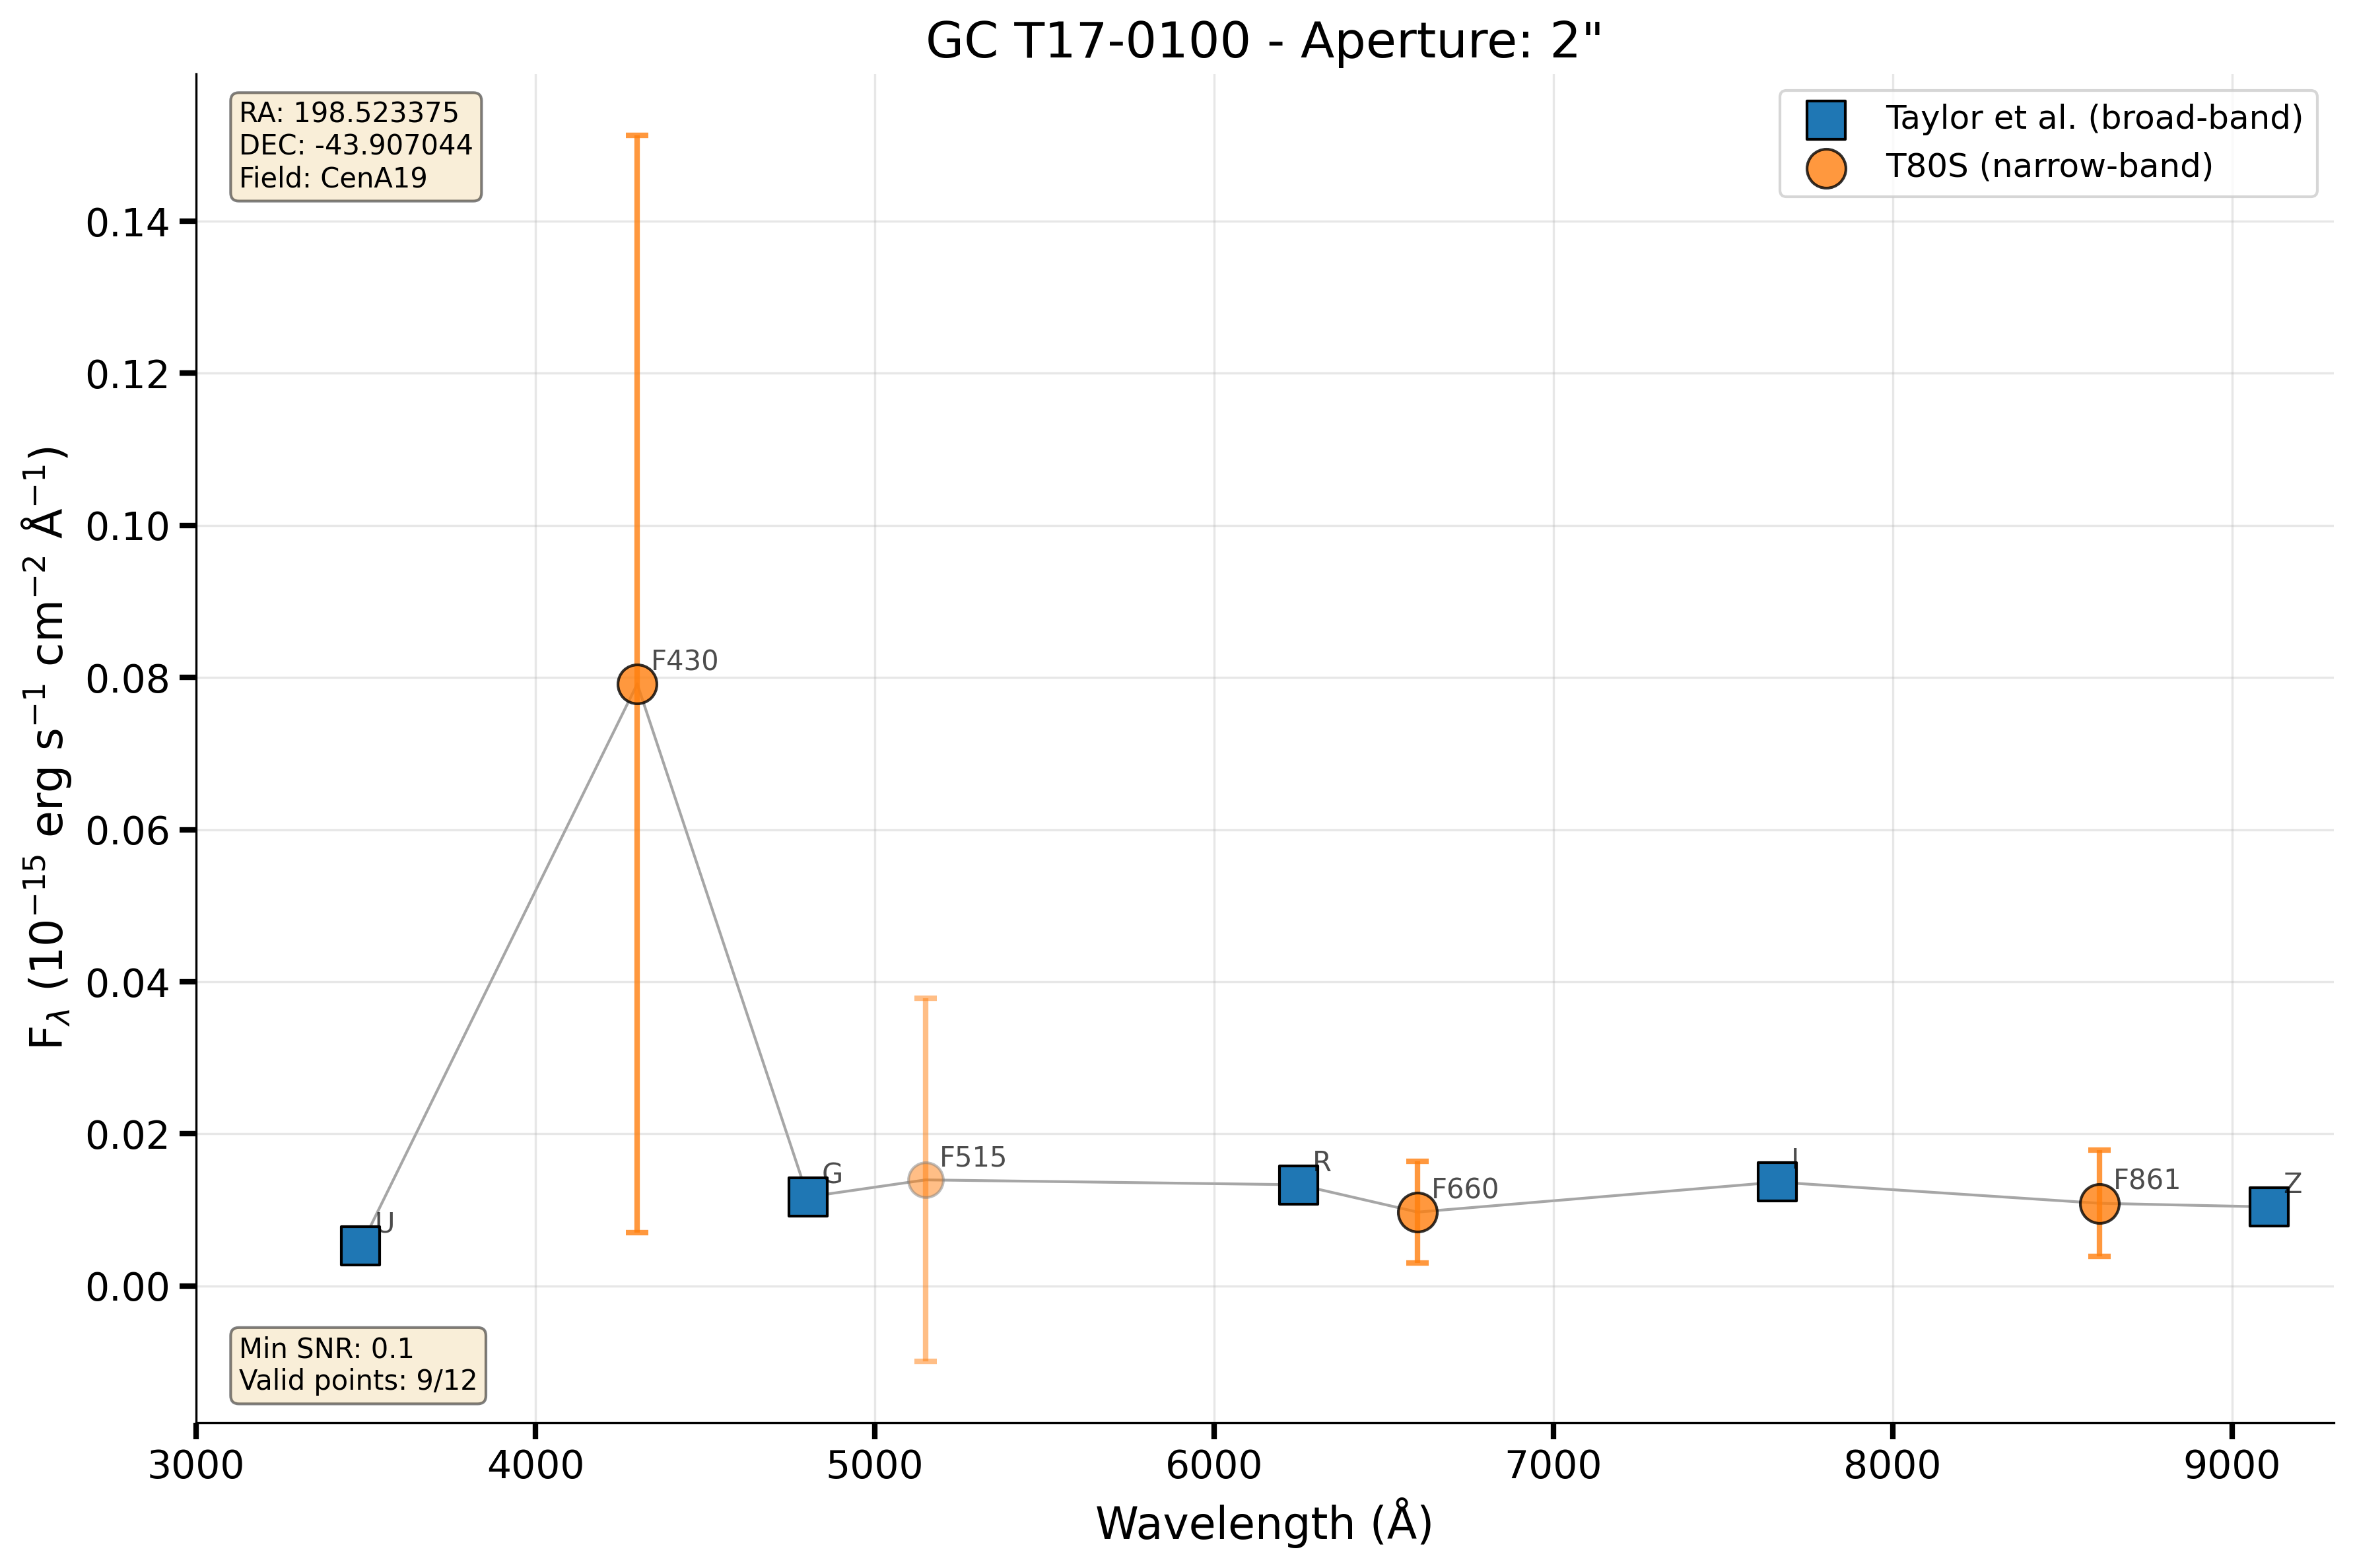 GC T17-0100 - Aperture: 2"
RA: 198.523375
DEC: -43.907044
Field: CenA19
Taylor et al. (broad-band)
T80S (narrow-band)
F$_{\lambda}$ (10$^{-15}$ erg s$^{-1}$ cm$^{-2}$ Å$^{-1}$)
0.14
0.12
0.10
0.08
0.06
0.04
0.02
0.00
U
F430
G
F515
R
F660
I
F861
Z
Min SNR: 0.1
Valid points: 9/12
3000 4000 5000 6000 7000 8000 9000
Wavelength (Å)